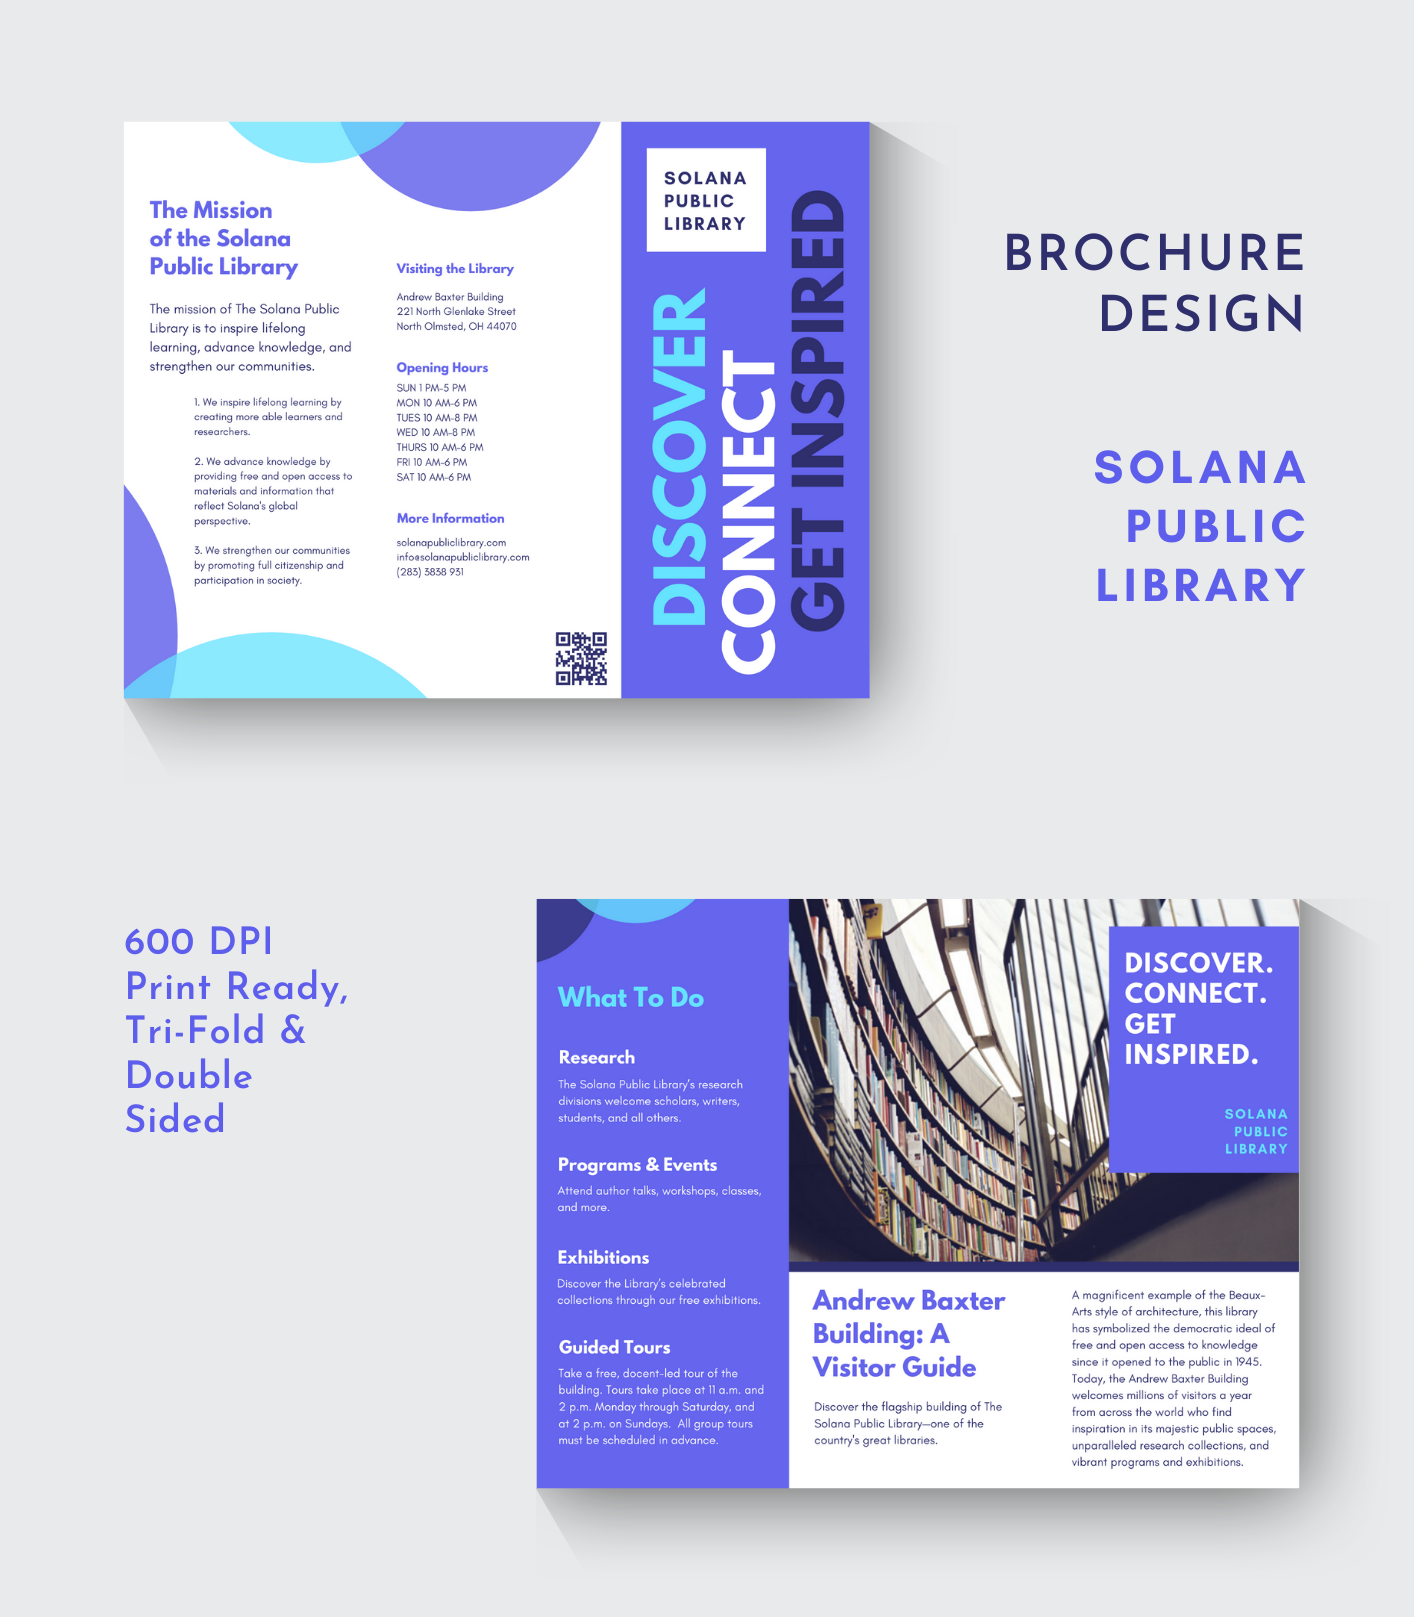 The Mission
of the Solana
Public Library
The mission of The Solana Public
Library is to inspire lifelong
learning, advance knowledge, and
strengthen our communities.
1. We inspire lifelong learning by
creating more able learners and
researchers.
2. We advance knowledge by
providing free and open access to
materials and information that
reflect Solana's global
perspective.
3. We strengthen our communities
by promoting full citizenship and
participation in society.
Visiting the Library
Andrew Baxter Building
221 North Glenlake Street
North Olmsted, OH 44070
Opening Hours
SUN 1 PM-5 PM
MON 10 AM-6 PM
TUES 10 AM-8 PM
WED 10 AM-8 PM
THURS 10 AM-6 PM
FRI 10 AM-6 PM
SAT 10 AM-6 PM
More Information
solanapubliclibrary.com
info@solanapubliclibrary.com
(283) 3838 931
SOLANA
PUBLIC
LIBRARY
DISCOVER
CONNECT
GET INSPIRED
BROCHURE
DESIGN
SOLANA
PUBLIC
LIBRARY
600 DPI
Print Ready,
Tri-Fold &
Double
Sided
What To Do
Research
The Solana Public Library's research
divisions welcome scholars, writers,
students, and all others.
Programs & Events
Attend author talks, workshops, classes,
and more.
Exhibitions
Discover the Library's celebrated
collections through our free exhibitions.
Guided Tours
Take a free, docent-led tour of the
building. Tours take place at 11 a.m. and
2 p.m. Monday through Saturday, and
at 2 p.m. on Sundays.  All group tours
must be scheduled in advance.
DISCOVER.
CONNECT.
GET
INSPIRED.
SOLANA
PUBLIC
LIBRARY
Andrew Baxter
Building: A
Visitor Guide
Discover the flagship building of The
Solana Public Library—one of the
country's great libraries.
A magnificent example of the Beaux-
Arts style of architecture, this library
has symbolized the democratic ideal of
free and open access to knowledge
since it opened to the public in 1945.
Today, the Andrew Baxter Building
welcomes millions of visitors a year
from across the world who find
inspiration in its majestic public spaces,
unparalleled research collections, and
vibrant programs and exhibitions.